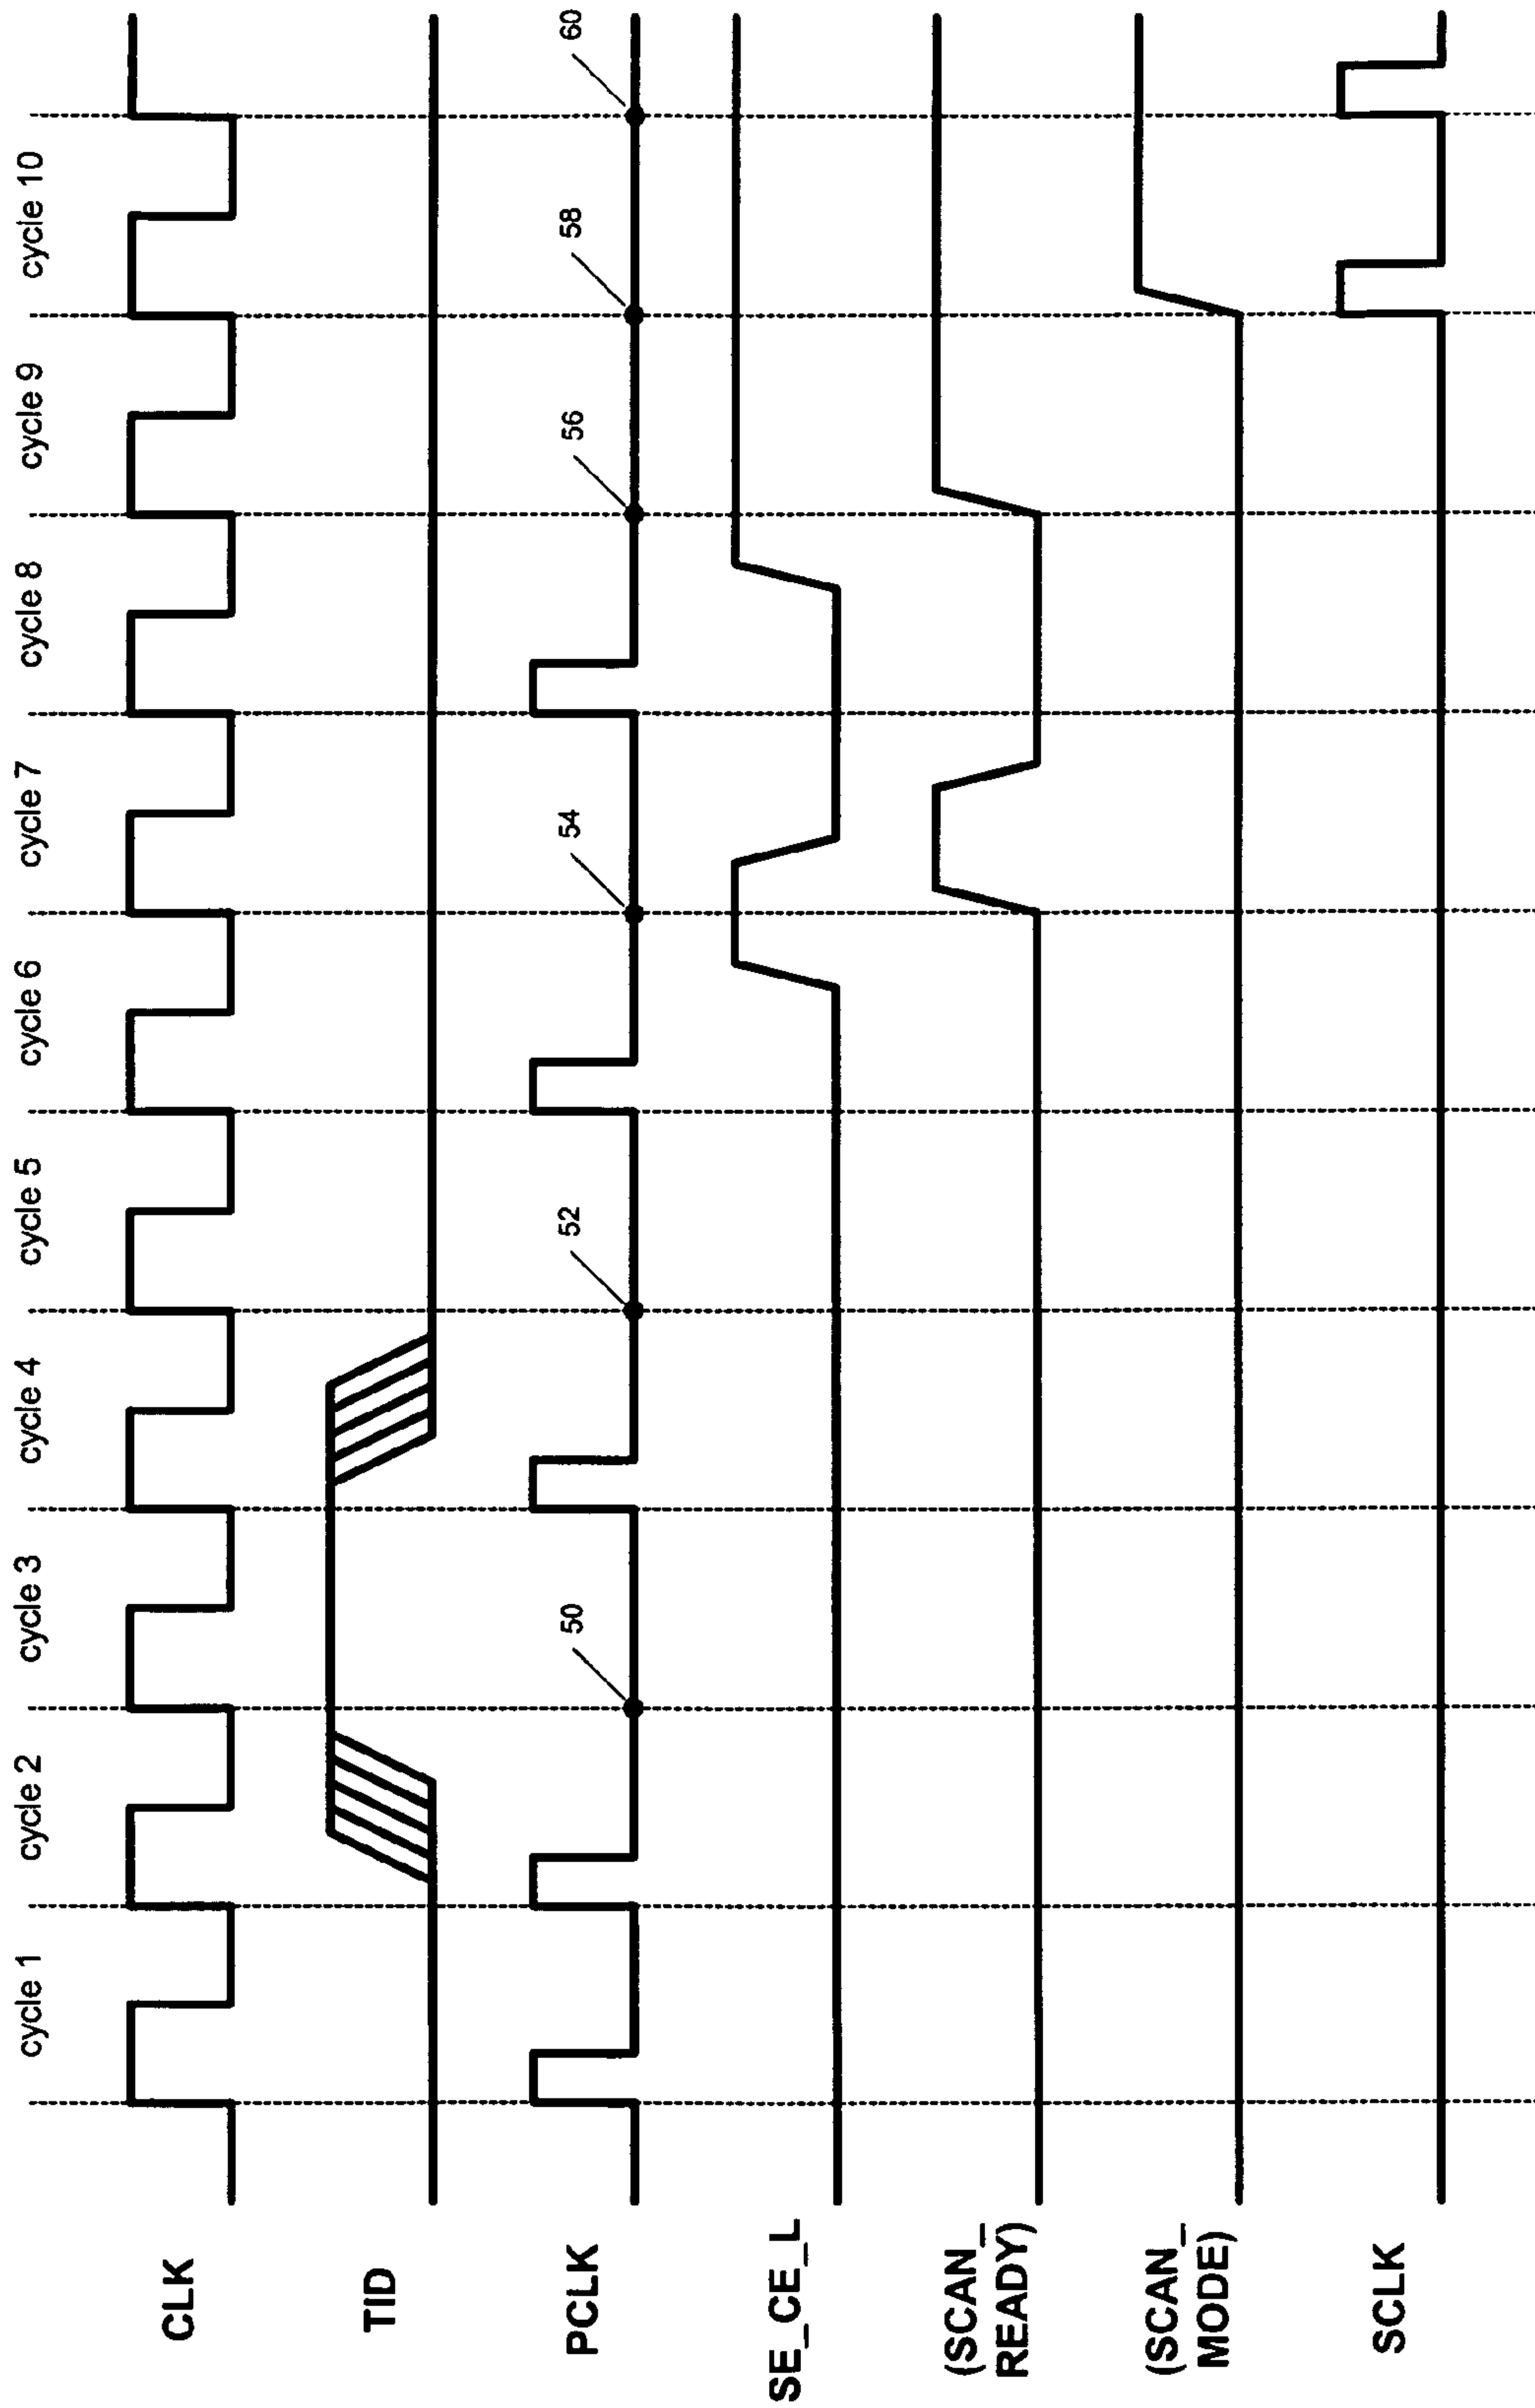 cycle 1
cycle 2
cycle 3
cycle 4
cycle 5
cycle 6
cycle 7
cycle 8
cycle 9
cycle 10
CLK
TID
PCLK
50
52
54
56
58
60
SE_CE_L
(SCAN_
READY)
(SCAN_
MODE)
SCLK